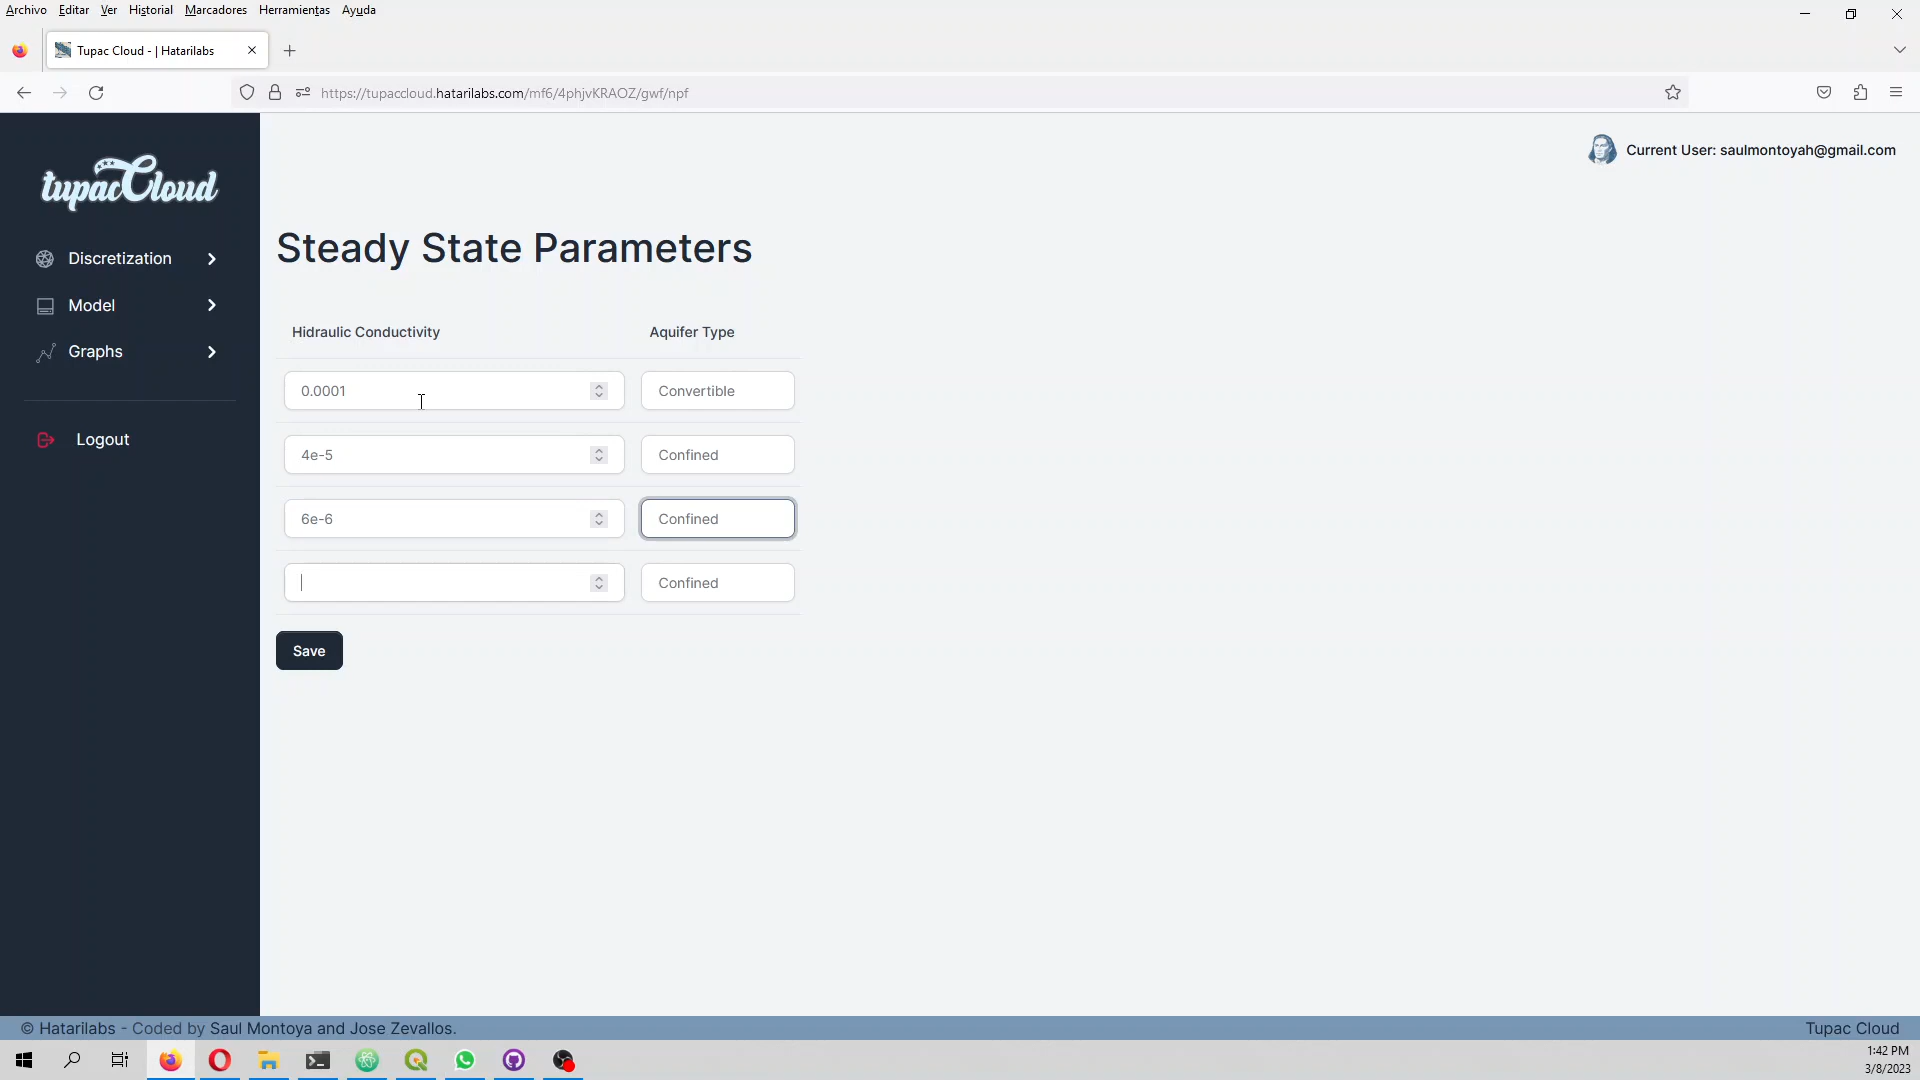 Archivo Editar Ver Historial Marcadores Herramientas Ayuda
Tupac Cloud - | Hatarilabs
https://tupaccloud.hatarilabs.com/mf6/4phjvKRAOZ/gwf/npf
tupacCloud
Current User: saulmontoyah@gmail.com
Steady State Parameters
Discretization
Model
Graphs
Logout
Hidraulic Conductivity Aquifer Type
0.0001 Convertible
4e-5 Confined
6e-6 Confined
Confined
Save
© Hatarilabs - Coded by Saul Montoya and Jose Zevallos. Tupac Cloud
1:42 PM
3/8/2023